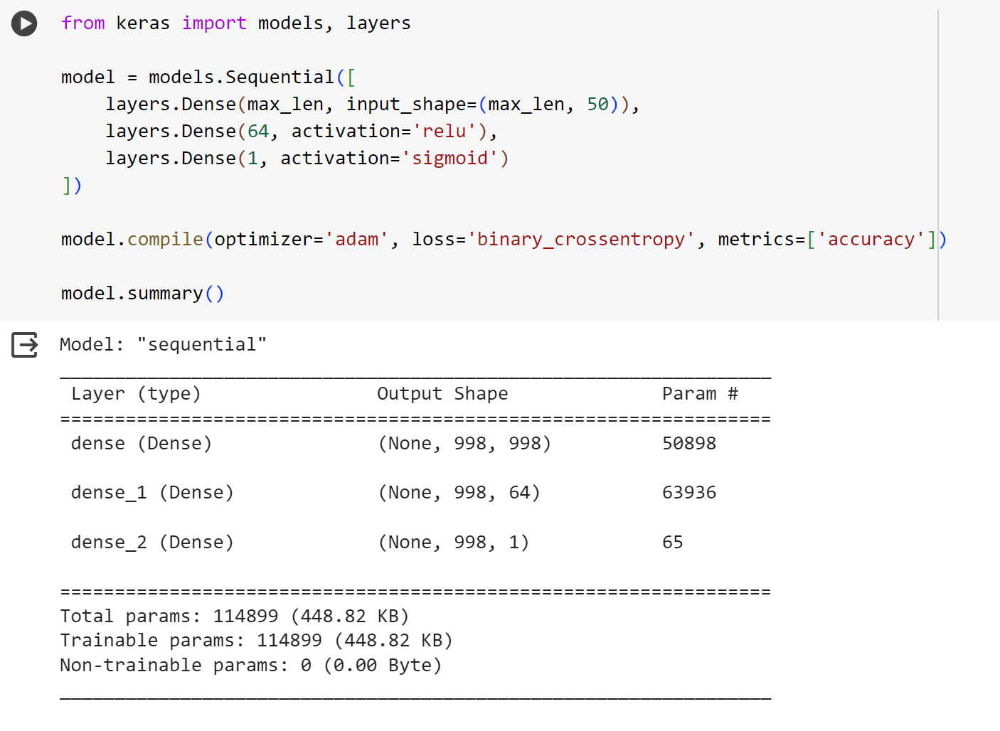 from keras import models, layers
model = models.Sequential([
    layers.Dense(max_len, input_shape=(max_len, 50)),
    layers.Dense(64, activation='relu'),
    layers.Dense(1, activation='sigmoid')
])
model.compile(optimizer='adam', loss='binary_crossentropy', metrics=['accuracy'])
model.summary()
Model: "sequential"
_________________________________________________________________
 Layer (type)                Output Shape              Param #
=================================================================
 dense (Dense)               (None, 998, 998)          50898
 dense_1 (Dense)             (None, 998, 64)           63936
 dense_2 (Dense)             (None, 998, 1)            65
=================================================================
Total params: 114899 (448.82 KB)
Trainable params: 114899 (448.82 KB)
Non-trainable params: 0 (0.00 Byte)
_________________________________________________________________